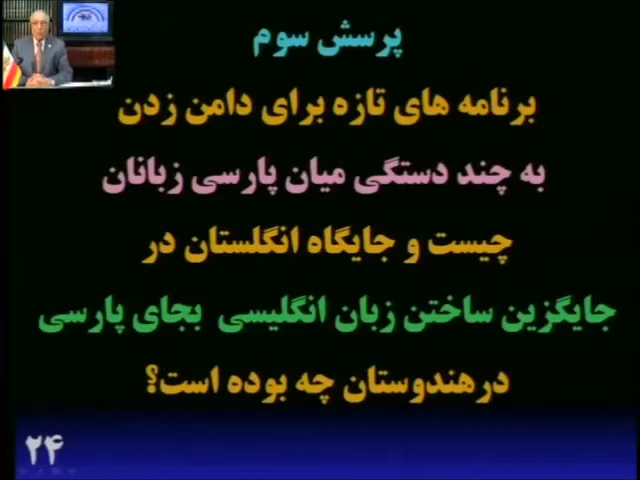 پرسش سوم
برنامه های تازه برای دامن زدن
به چند دستگی میان پارسی زبانان
چیست و جایگاه انگلستان در
جایگزین ساختن زبان انگلیسی بجای پارسی
درهندوستان چه بوده است؟
۲۴